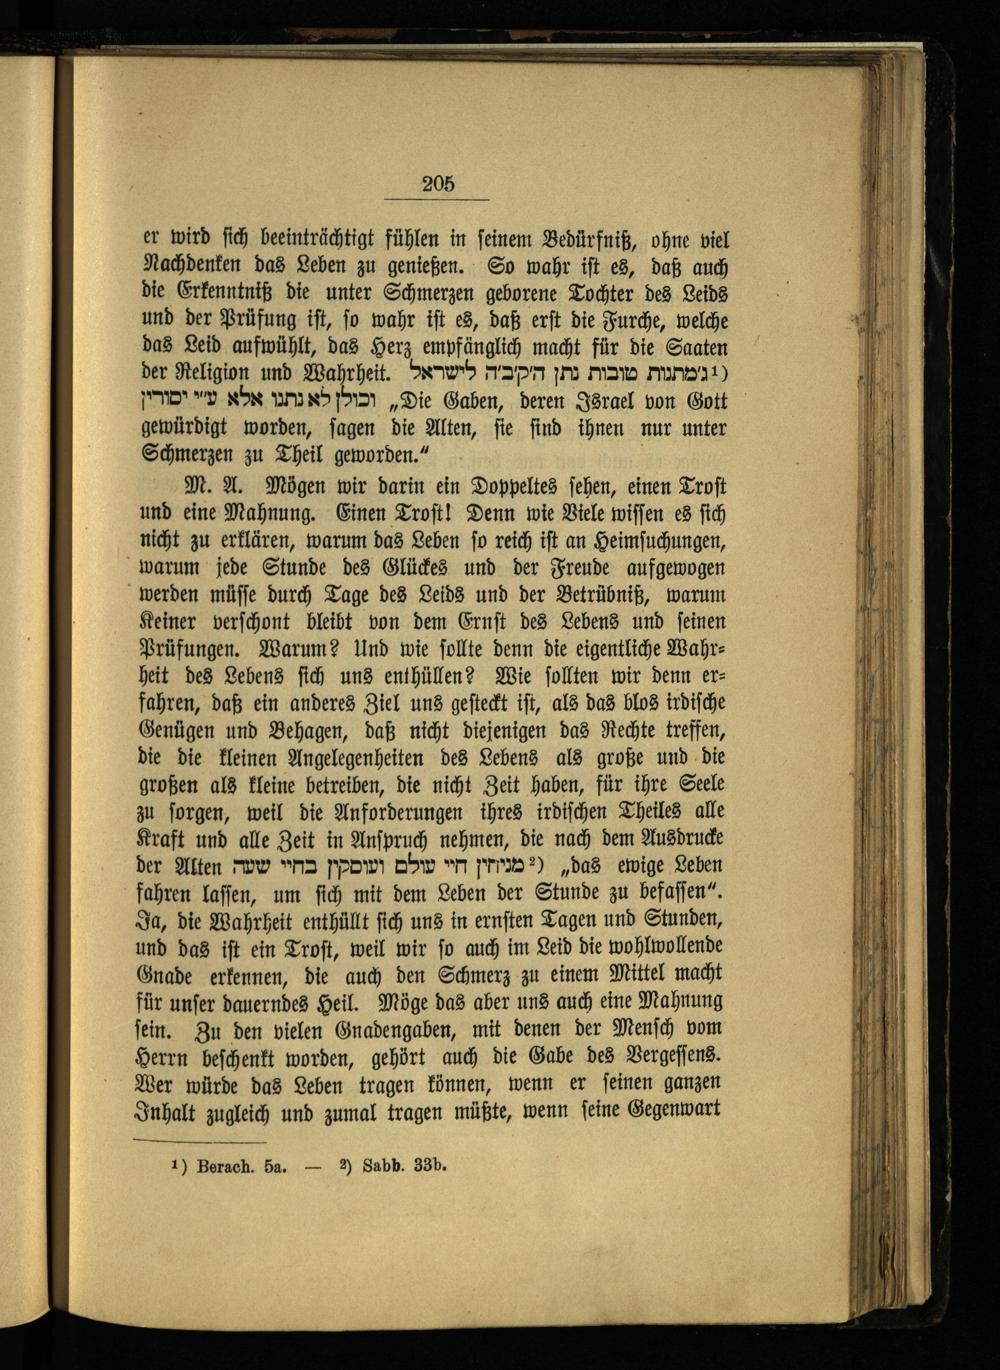 205
er wird sich beeinträchtigt fühlen in seinem Bedürfniß, ohne viel
Nachdenken das Leben zu genießen. So wahr ist es, daß auch
die Erkenntniß die unter Schmerzen geborene Tochter des Leids
und der Prüfung ist, so wahr ist es, daß erst die Furche, welche
das Leid aufwühlt, das Herz empfänglich macht für die Saaten
der Religion und Wahrheit. ג'מתנות טובות נתן ה'ק'ב'ה לישראל¹)
וכולן לא נתנו אלא ע״י יסורין „Die Gaben, deren Israel von Gott
gewürdigt worden, sagen die Alten, sie sind ihnen nur unter
Schmerzen zu Theil geworden.“
M. A. Mögen wir darin ein Doppeltes sehen, einen Trost
und eine Mahnung. Einen Trost! Denn wie Viele wissen es sich
nicht zu erklären, warum das Leben so reich ist an Heimsuchungen,
warum jede Stunde des Glückes und der Freude aufgewogen
werden müsse durch Tage des Leids und der Betrübniß, warum
Keiner verschont bleibt von dem Ernst des Lebens und seinen
Prüfungen. Warum? Und wie sollte denn die eigentliche Wahr-
heit des Lebens sich uns enthüllen? Wie sollten wir denn er-
fahren, daß ein anderes Ziel uns gesteckt ist, als das blos irdische
Genügen und Behagen, daß nicht diejenigen das Rechte treffen,
die die kleinen Angelegenheiten des Lebens als große und die
großen als kleine betreiben, die nicht Zeit haben, für ihre Seele
zu sorgen, weil die Anforderungen ihres irdischen Theiles alle
Kraft und alle Zeit in Anspruch nehmen, die nach dem Ausdrucke
der Alten מניחין חיי עולם ועוסקין בחיי שעה²) „das ewige Leben
fahren lassen, um sich mit dem Leben der Stunde zu befassen“.
Ja, die Wahrheit enthüllt sich uns in ernsten Tagen und Stunden,
und das ist ein Trost, weil wir so auch im Leid die wohlwollende
Gnade erkennen, die auch den Schmerz zu einem Mittel macht
für unser dauerndes Heil. Möge das aber uns auch eine Mahnung
sein. Zu den vielen Gnadengaben, mit denen der Mensch vom
Herrn beschenkt worden, gehört auch die Gabe des Vergessens.
Wer würde das Leben tragen können, wenn er seinen ganzen
Inhalt zugleich und zumal tragen müßte, wenn seine Gegenwart
¹) Berach. 5a. — ²) Sabb. 33b.